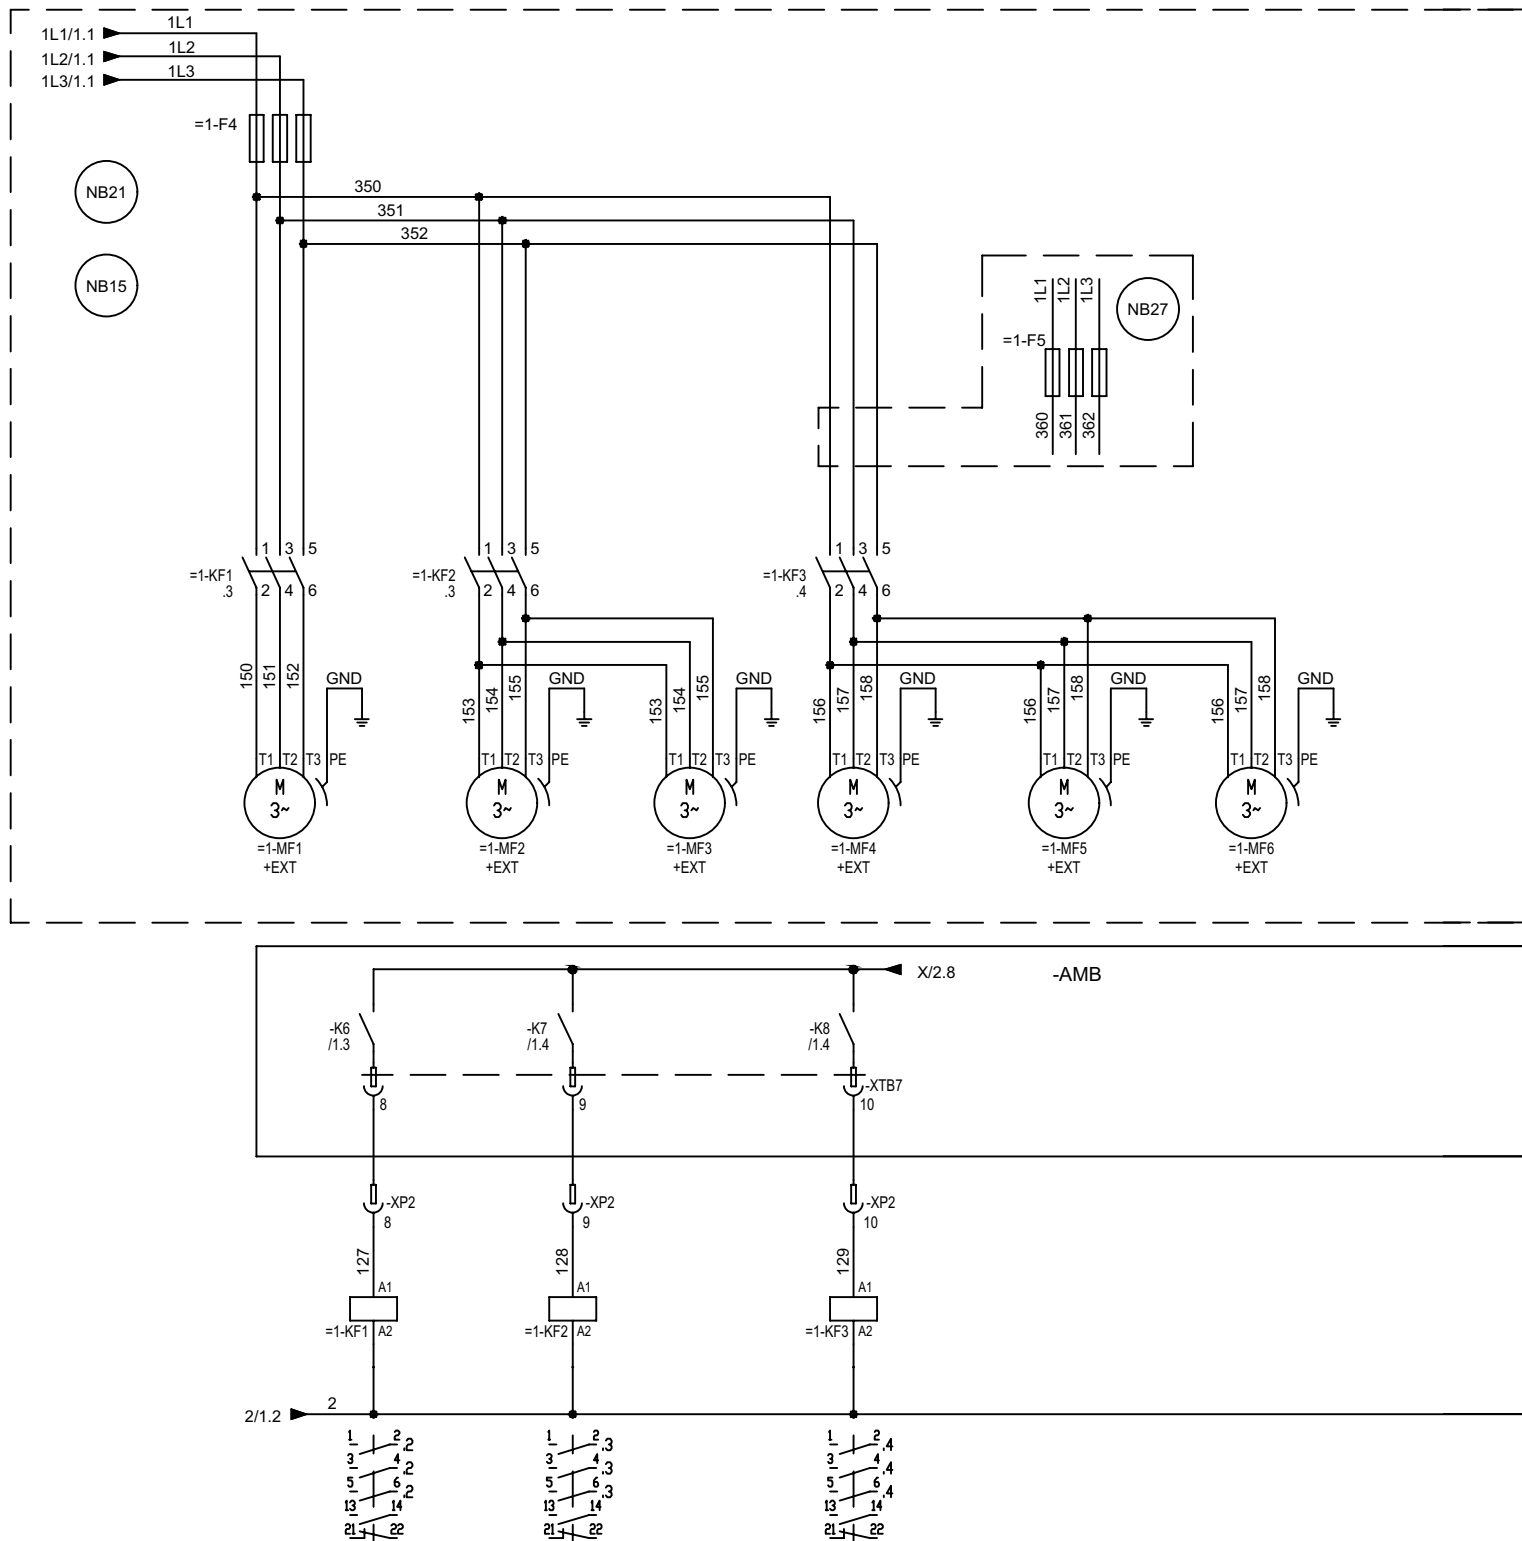 1L1/1.1 1L1
1L2/1.1 1L2
1L3/1.1 1L3
=1-F4
NB21
350
351
352
NB15
1L1 1L2 1L3 NB27
=1-F5
360 361 362
1 3 5 1 3 5 1 3 5
=1-KF1 =1-KF2 =1-KF3
.3 2 4 6 .3 2 4 6 .4 2 4 6
150 151 152 GND 153 154 155 GND 153 154 155 GND 156 157 158 GND 156 157 158 GND 156 157 158 GND
T1 T2 T3 PE T1 T2 T3 PE T1 T2 T3 PE T1 T2 T3 PE T1 T2 T3 PE T1 T2 T3 PE
M M M M M M
3~ 3~ 3~ 3~ 3~ 3~
=1-MF1 =1-MF2 =1-MF3 =1-MF4 =1-MF5 =1-MF6
+EXT +EXT +EXT +EXT +EXT +EXT
X/2.8 -AMB
-K6 -K7 -K8
/1.3 /1.4 /1.4
-XTB7
8 9 10
-XP2 -XP2 -XP2
8 9 10
127 128 129
A1 A1 A1
=1-KF1 A2 =1-KF2 A2 =1-KF3 A2
2/1.2 2
1 2 .2 1 2 .3 1 2 .4
3 4 .2 3 4 .3 3 4 .4
5 6 .2 5 6 .3 5 6 .4
13 14 13 14 13 14
21 22 21 22 21 22